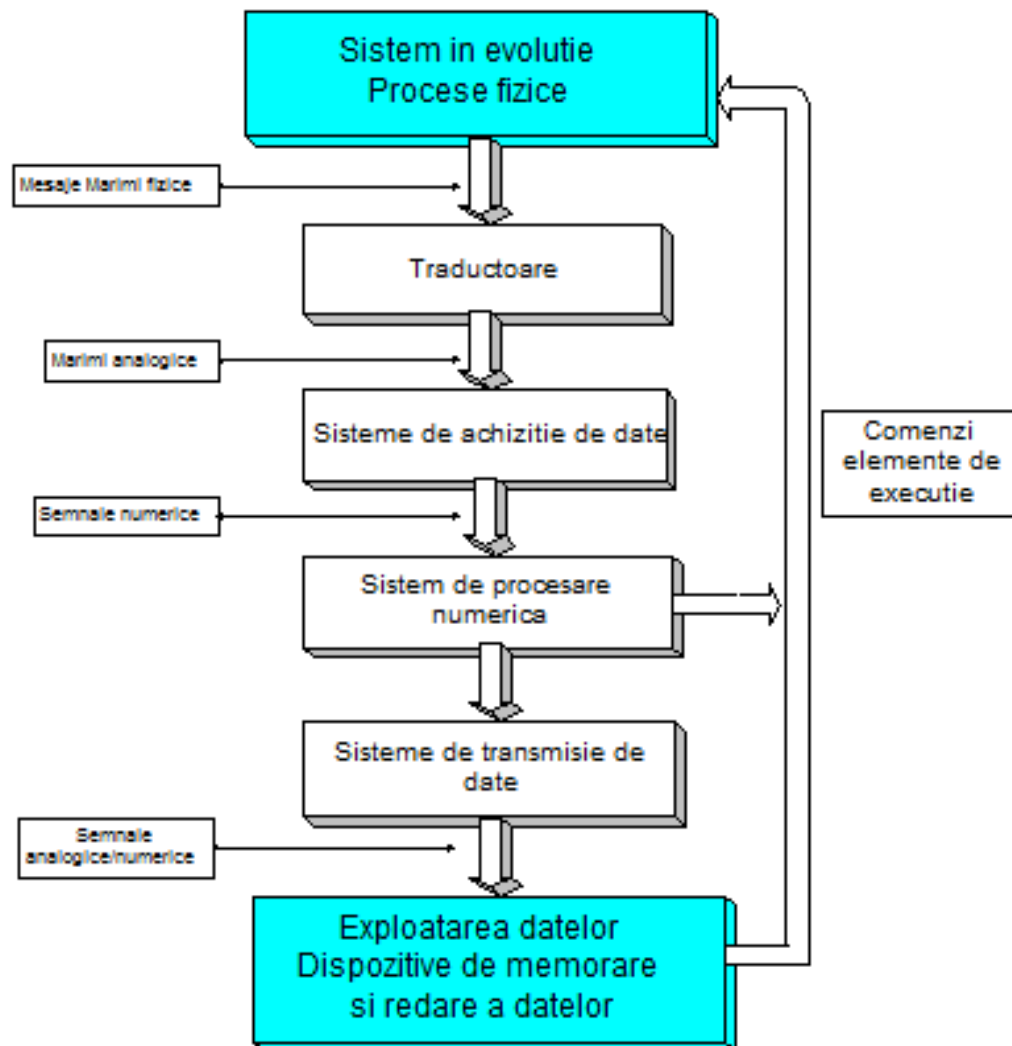 Sistem in evolutie
Procese fizice
Mesaje Marimi fizice
Traductoare
Marimi analogice
Sisteme de achizitie de date
Comenzi
elemente de
executie
Semnale numerice
Sistem de procesare
numerica
Sisteme de transmisie de
date
Semnale
analogice/numerice
Exploatarea datelor
Dispozitive de memorare
si redare a datelor